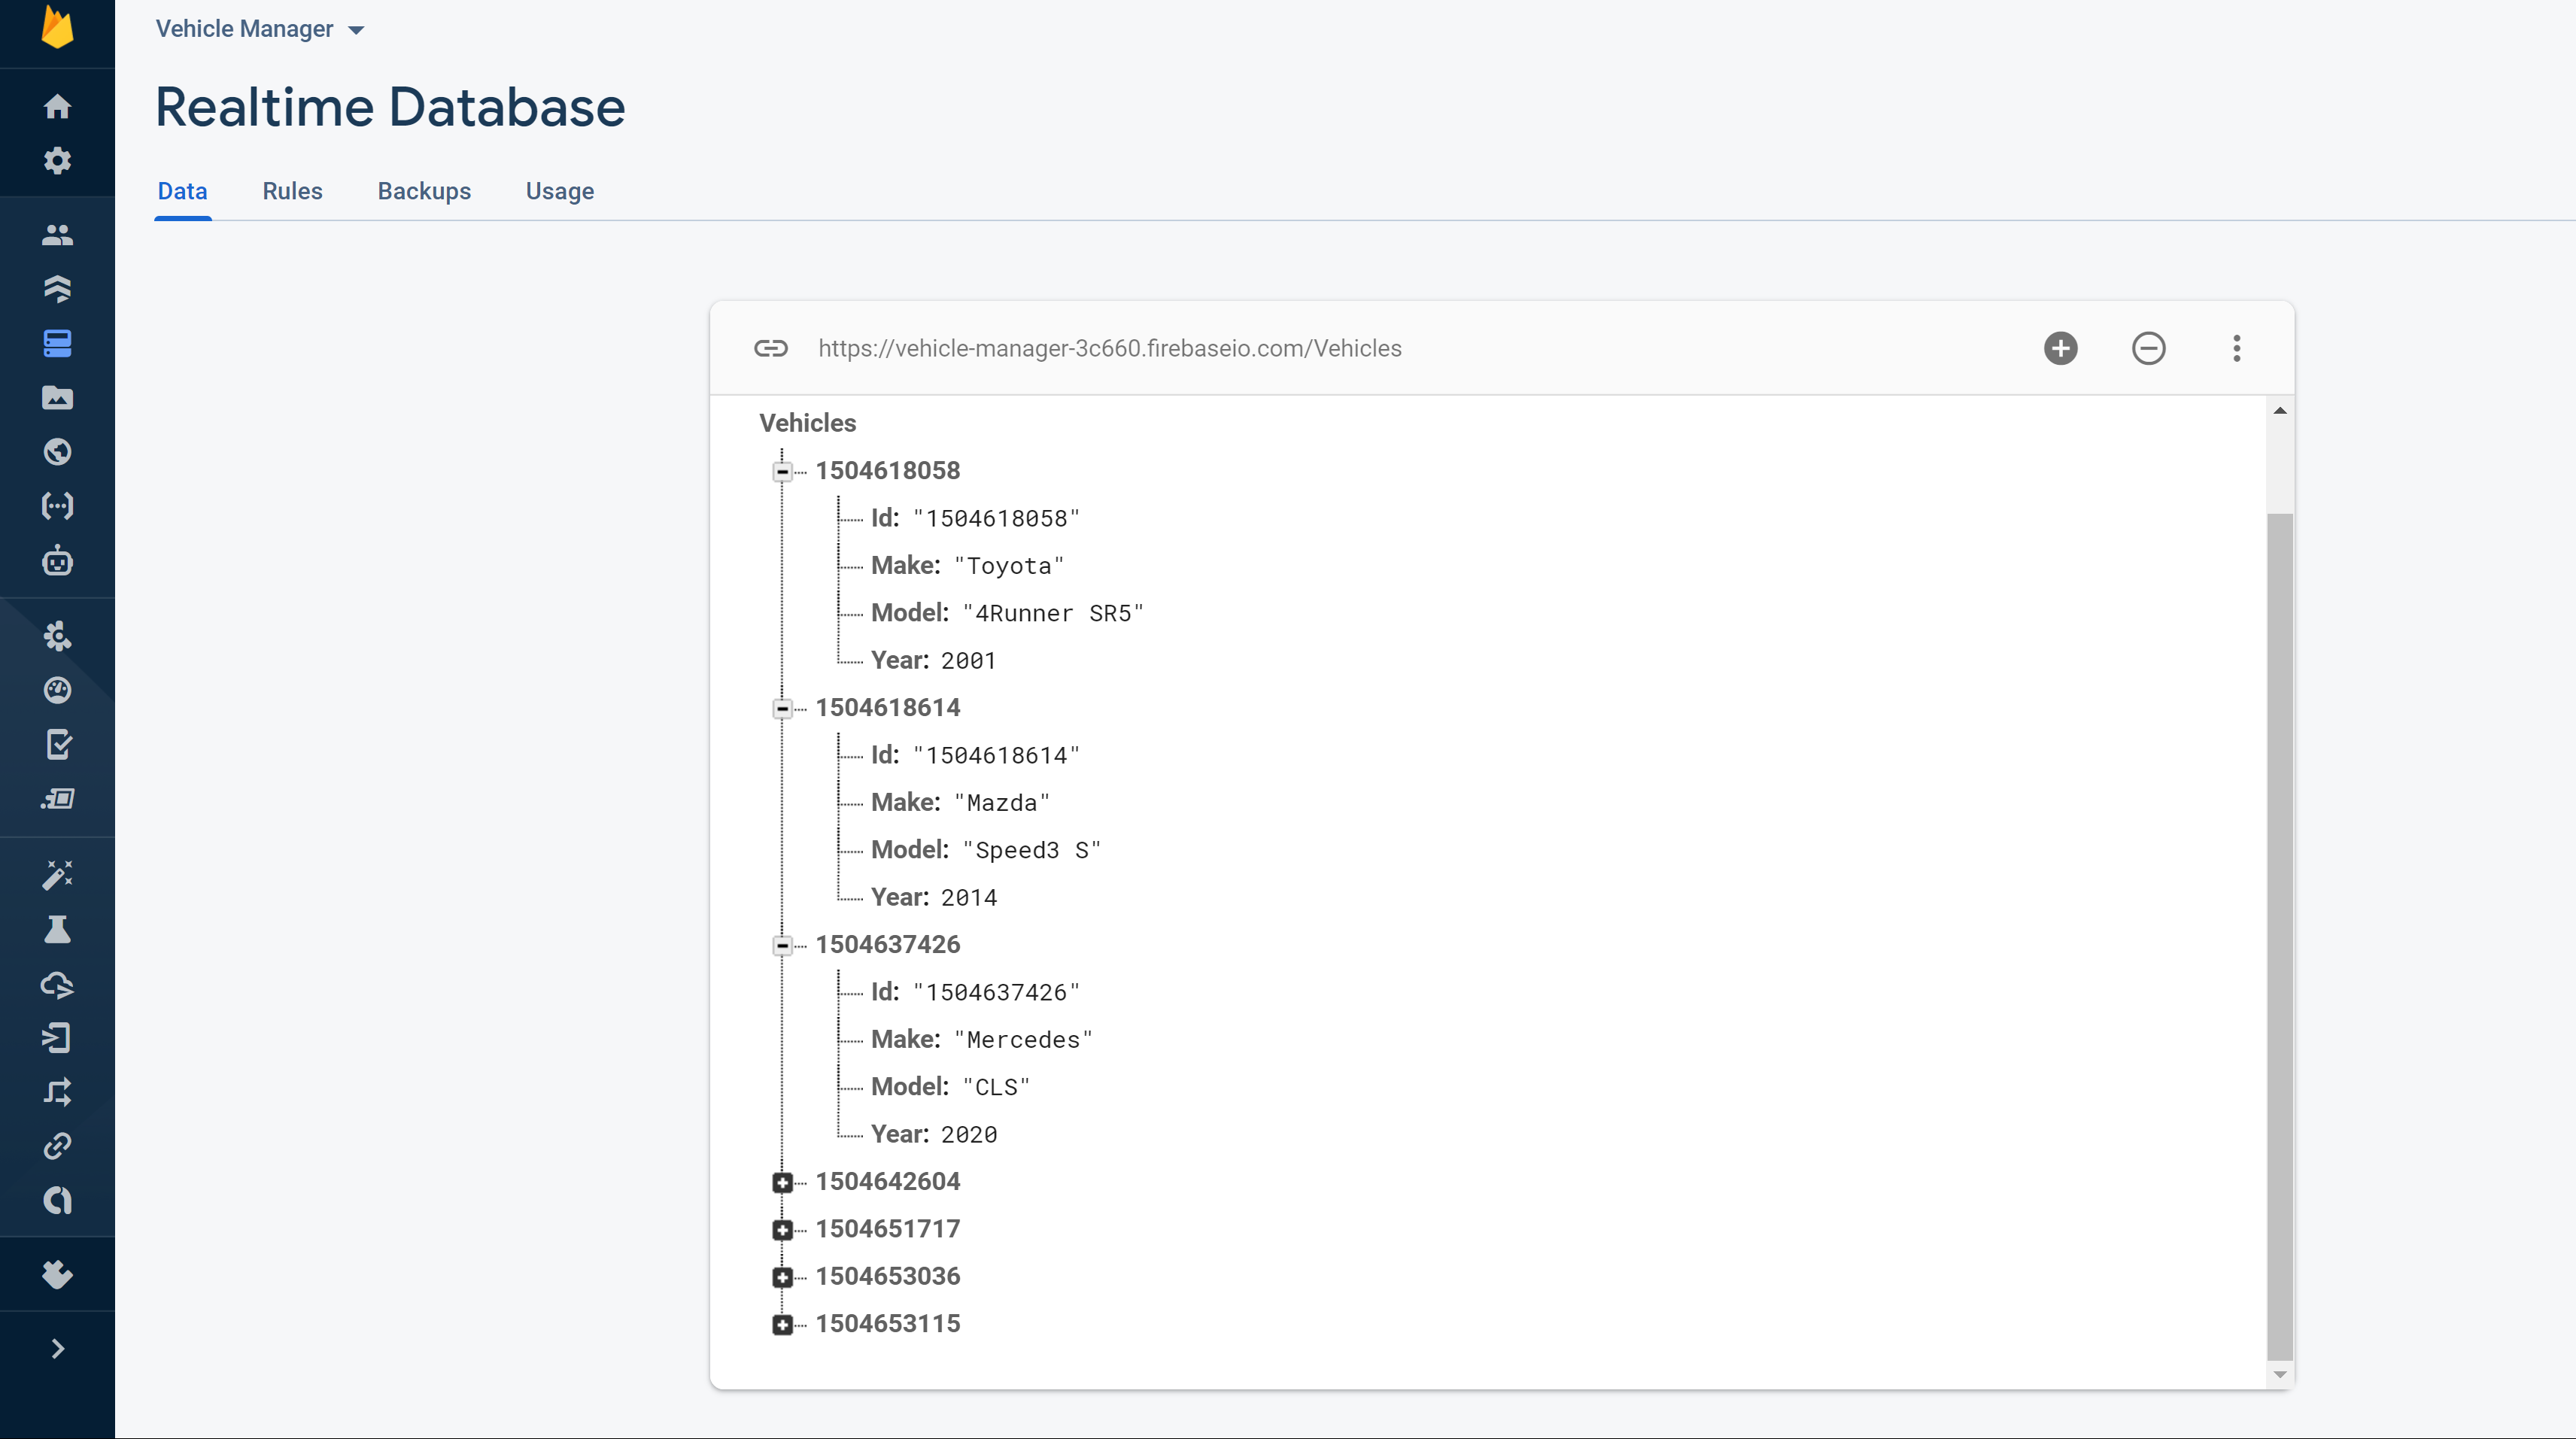 Vehicle Manager
Realtime Database
Data Rules Backups Usage
https://vehicle-manager-3c660.firebaseio.com/Vehicles
Vehicles
1504618058
Id: "1504618058"
Make: "Toyota"
Model: "4Runner SR5"
Year: 2001
1504618614
Id: "1504618614"
Make: "Mazda"
Model: "Speed3 S"
Year: 2014
1504637426
Id: "1504637426"
Make: "Mercedes"
Model: "CLS"
Year: 2020
1504642604
1504651717
1504653036
1504653115